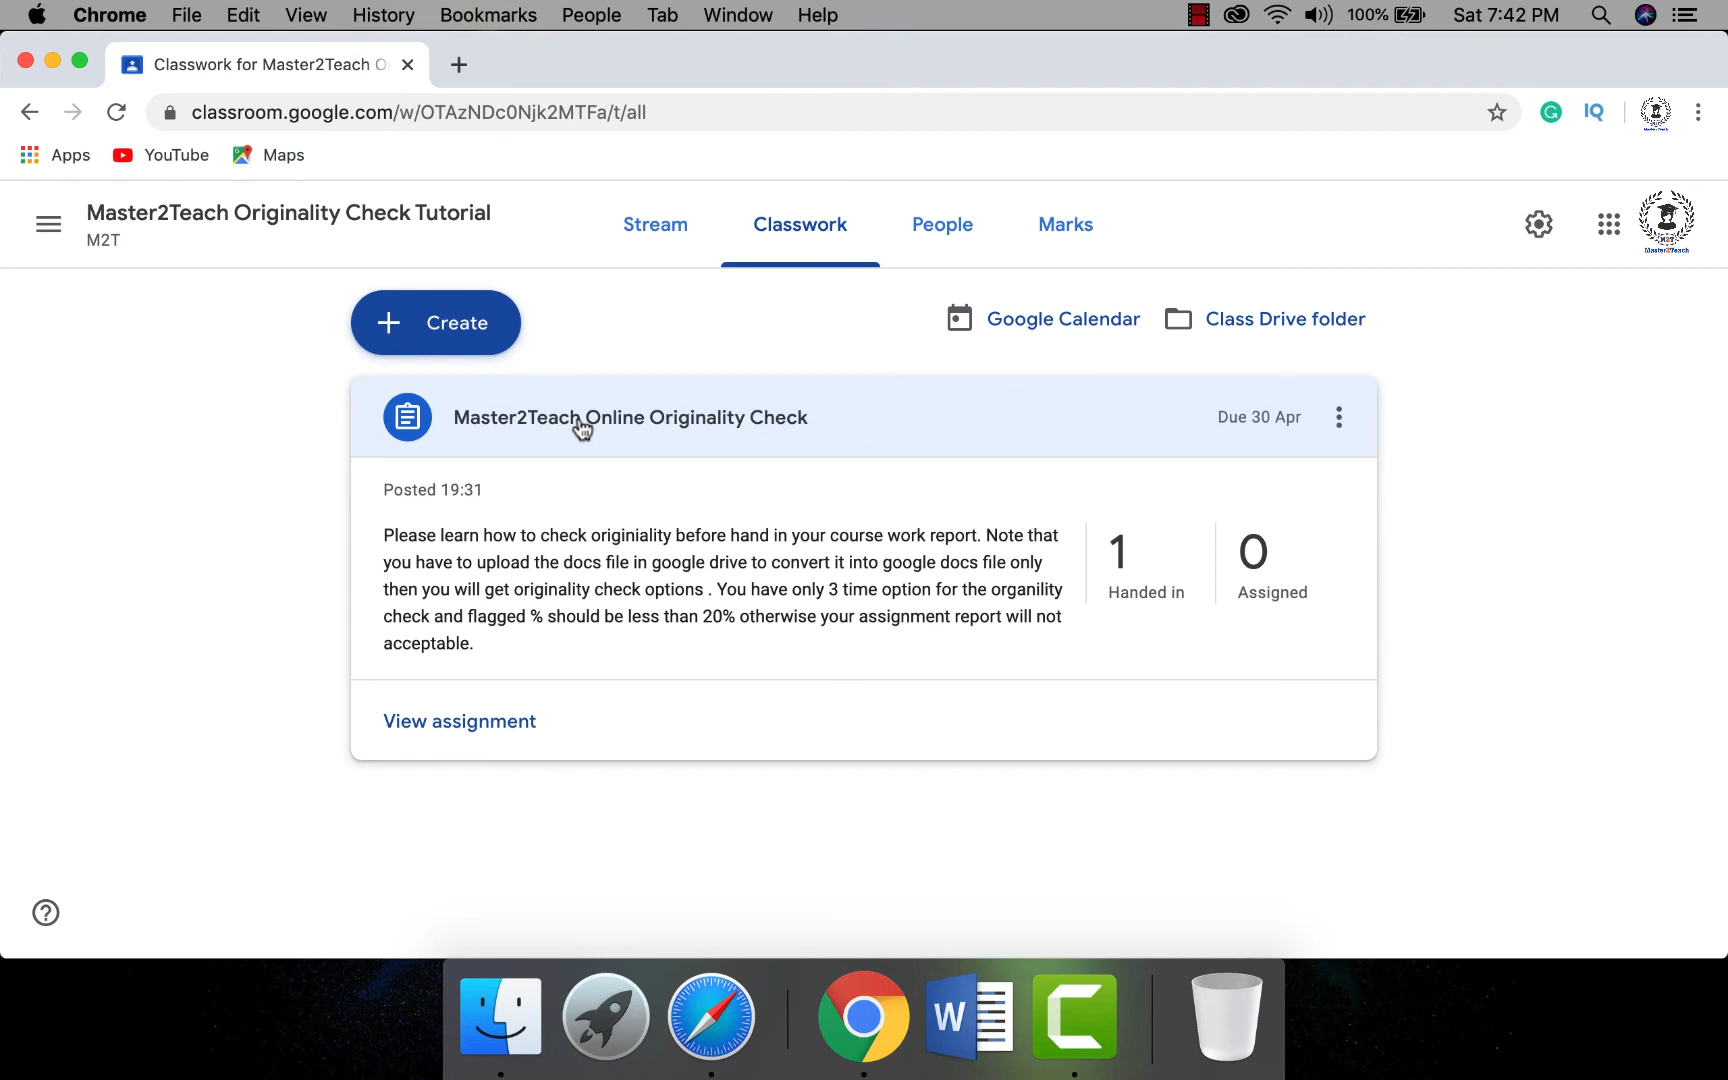 Chrome File Edit View History Bookmarks People Tab Window Help 100% Sat 7:42 PM
Classwork for Master2Teach O
classroom.google.com/w/OTAzNDc0Njk2MTFa/t/all
IQ
Apps YouTube Maps
Master2Teach Originality Check Tutorial
M2T
Stream Classwork People Marks
M2T
Master2Teach
Create
Google Calendar Class Drive folder
Master2Teach Online Originality Check Due 30 Apr
Posted 19:31
Please learn how to check originiality before hand in your course work report. Note that
you have to upload the docs file in google drive to convert it into google docs file only
then you will get originality check options . You have only 3 time option for the organility
check and flagged % should be less than 20% otherwise your assignment report will not
acceptable.
1 0
Handed in Assigned
View assignment
W